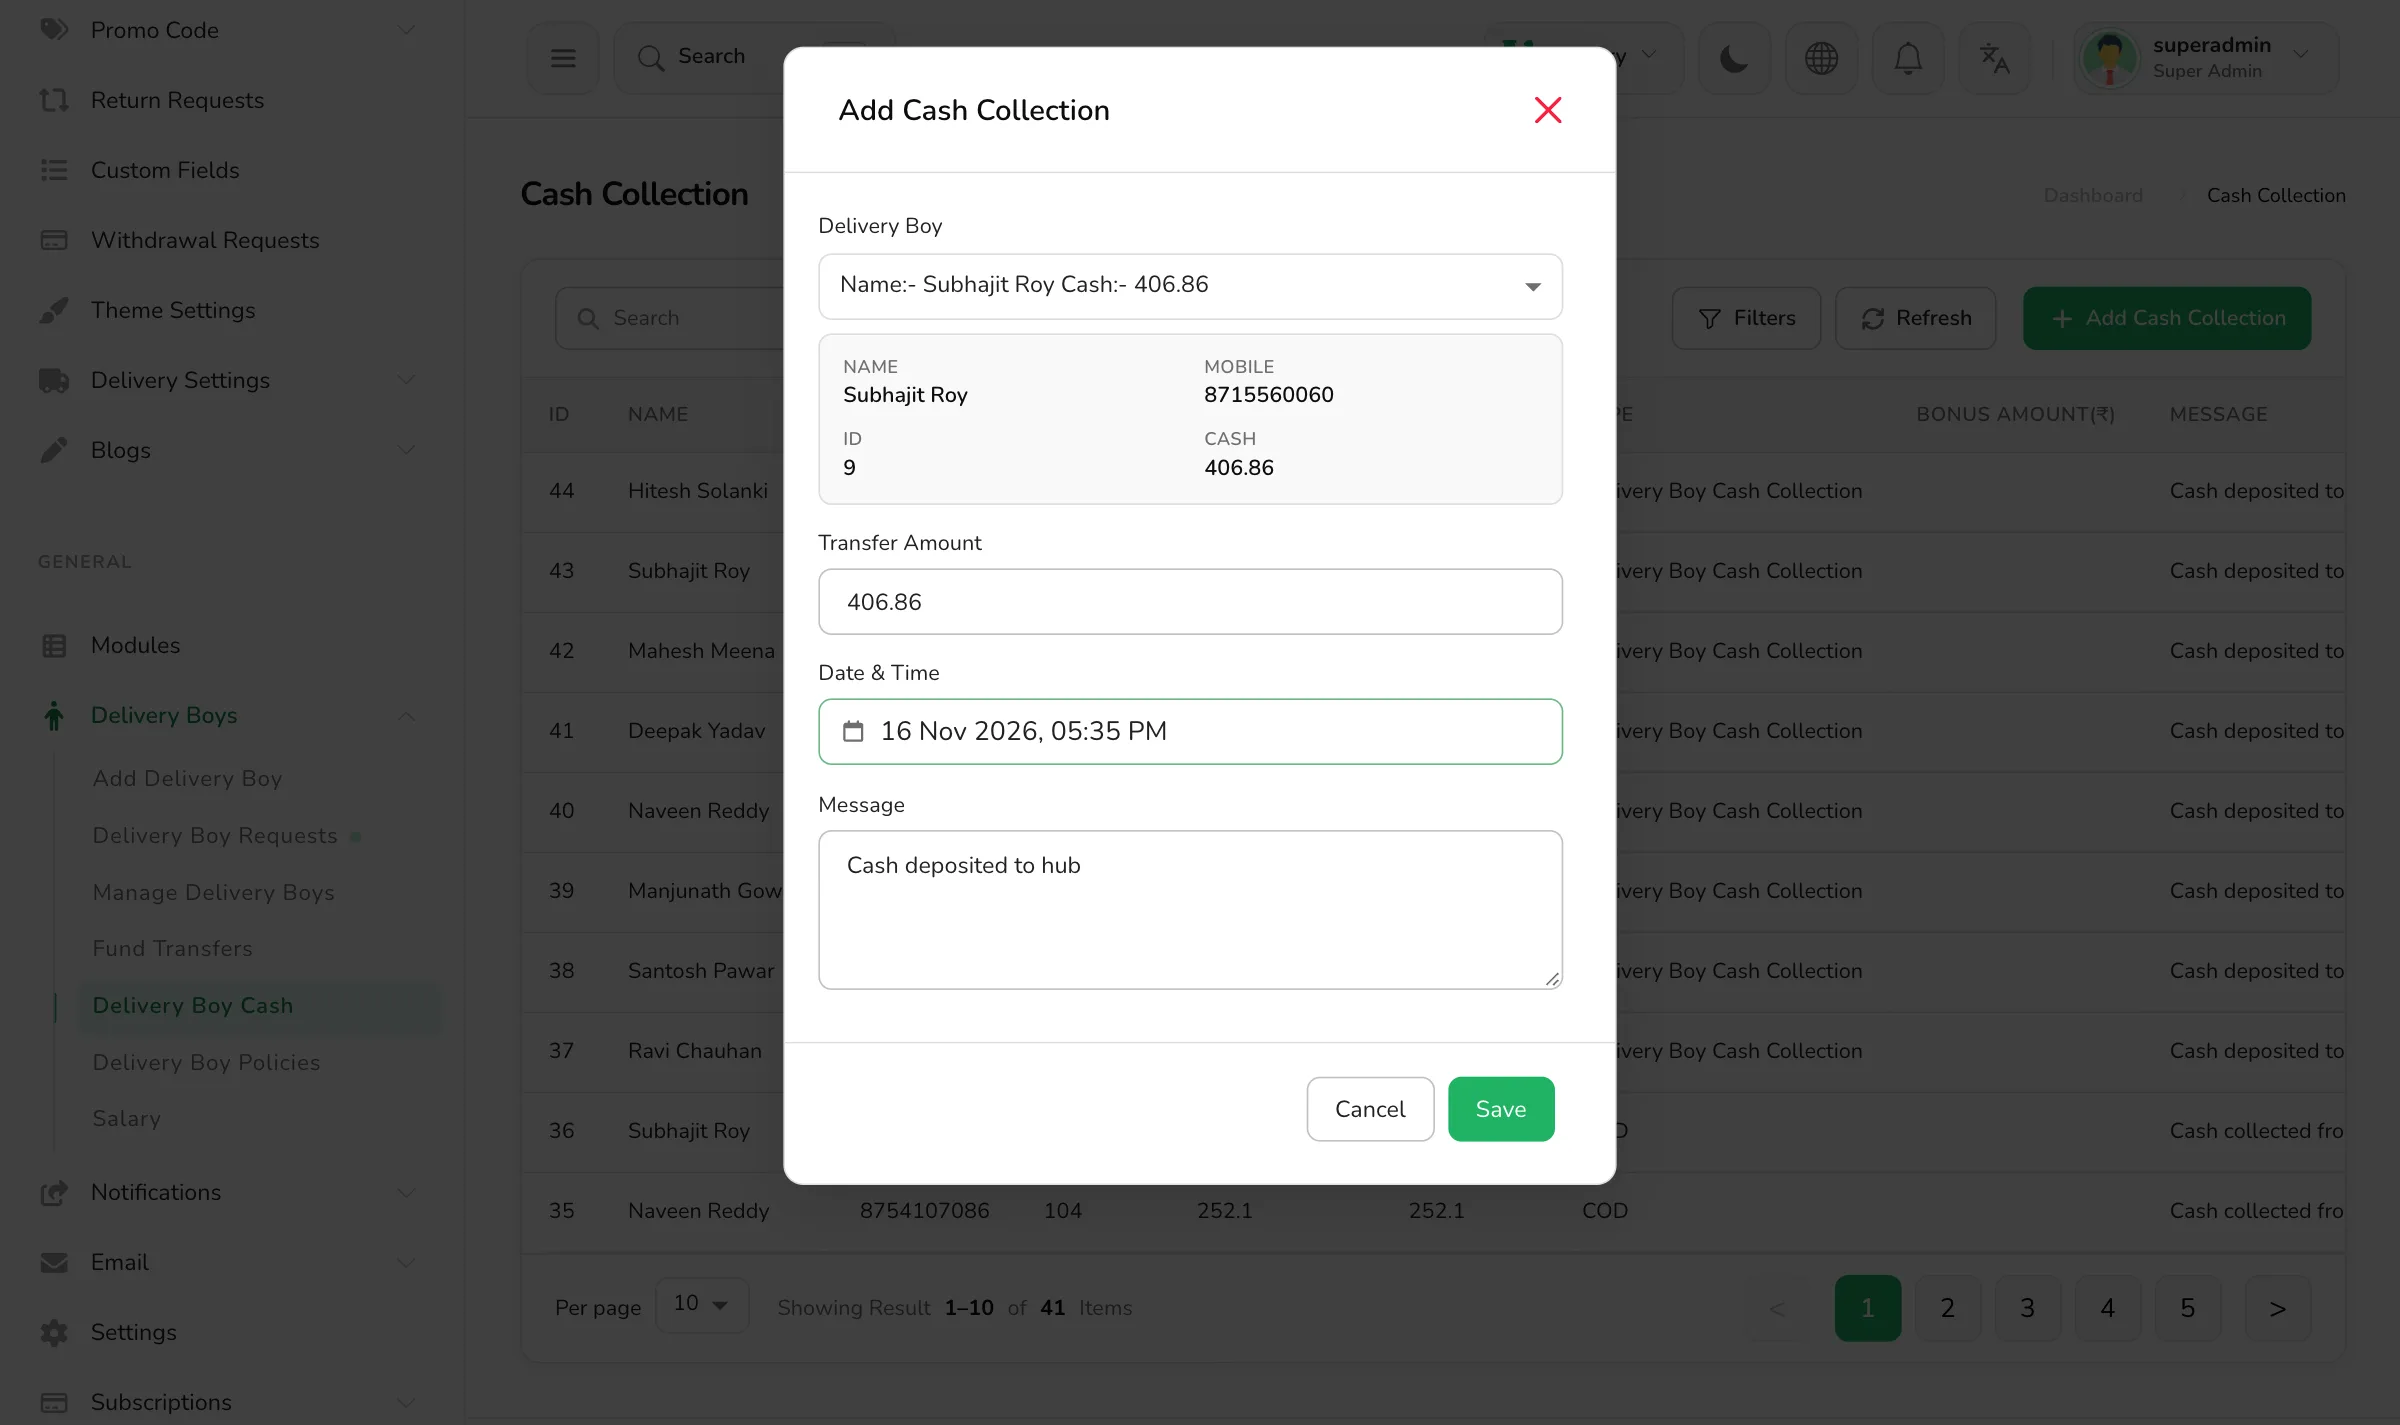 Promo Code
Return Requests
Custom Fields
Withdrawal Requests
Theme Settings
Delivery Settings
Blogs
GENERAL
Modules
Delivery Boys
Add Delivery Boy
Delivery Boy Requests
Manage Delivery Boys
Fund Transfers
Delivery Boy Cash
Delivery Boy Policies
Salary
Notifications
Email
Settings
Subscriptions
Search
superadmin
Super Admin
Cash Collection
Dashboard
Cash Collection
Search
Filters
Refresh
+ Add Cash Collection
ID NAME BONUS AMOUNT(₹) MESSAGE
44 Hitesh Solanki ivery Boy Cash Collection Cash deposited to
43 Subhajit Roy ivery Boy Cash Collection Cash deposited to
42 Mahesh Meena ivery Boy Cash Collection Cash deposited to
41 Deepak Yadav ivery Boy Cash Collection Cash deposited to
40 Naveen Reddy ivery Boy Cash Collection Cash deposited to
39 Manjunath Gow ivery Boy Cash Collection Cash deposited to
38 Santosh Pawar ivery Boy Cash Collection Cash deposited to
37 Ravi Chauhan ivery Boy Cash Collection Cash deposited to
36 Subhajit Roy Cash collected fro
35 Naveen Reddy 8754107086 104 252.1 252.1 COD Cash collected fro
Per page 10 Showing Result 1–10 of 41 Items
< 1 2 3 4 5 >
Add Cash Collection
Delivery Boy
Name:- Subhajit Roy Cash:- 406.86
NAME MOBILE
Subhajit Roy 8715560060
ID CASH
9 406.86
Transfer Amount
406.86
Date & Time
16 Nov 2026, 05:35 PM
Message
Cash deposited to hub
Cancel Save